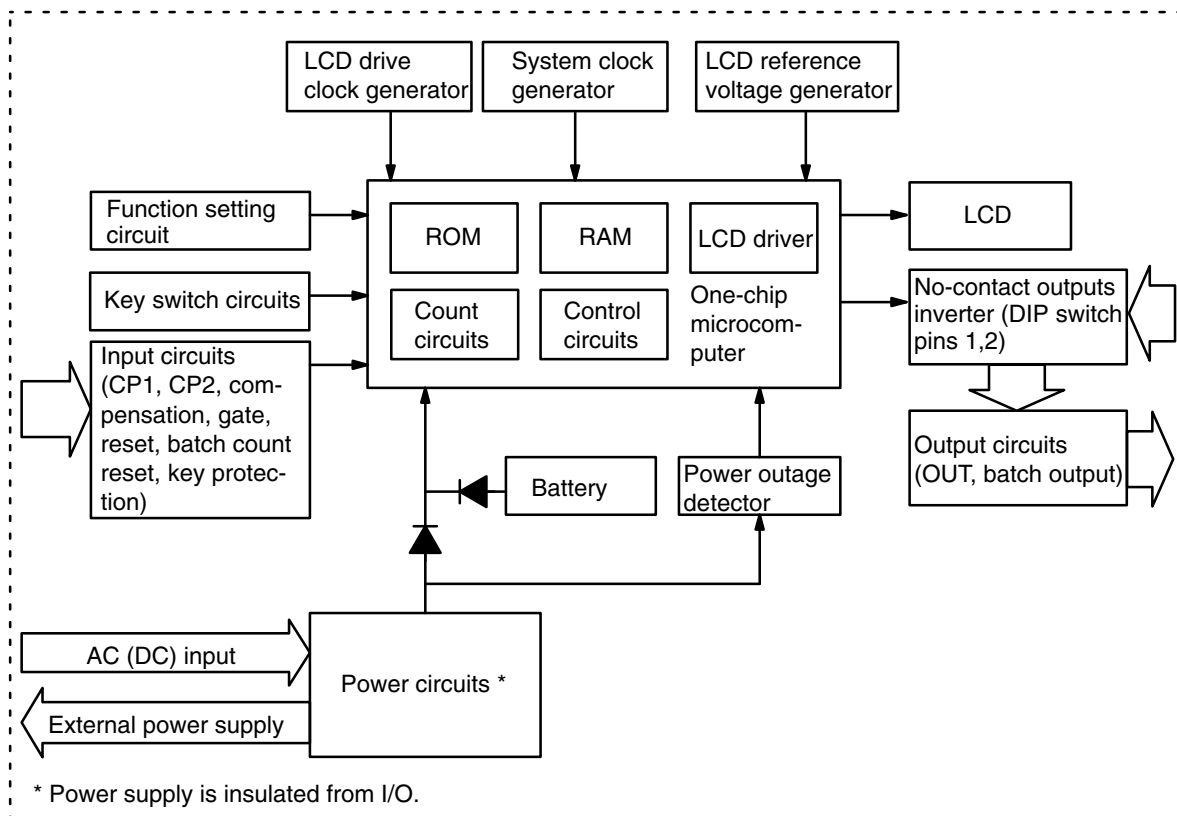 LCD drive
clock generator
System clock
generator
LCD reference
voltage generator
Function setting
circuit
ROM
RAM
LCD driver
LCD
Key switch circuits
Count
circuits
Control
circuits
One-chip
microcom-
puter
No-contact outputs
inverter (DIP switch
pins 1,2)
Input circuits
(CP1, CP2, com-
pensation, gate,
reset, batch count
reset, key protec-
tion)
Output circuits
(OUT, batch output)
Battery
Power outage
detector
AC (DC) input
Power circuits *
External power supply
* Power supply is insulated from I/O.